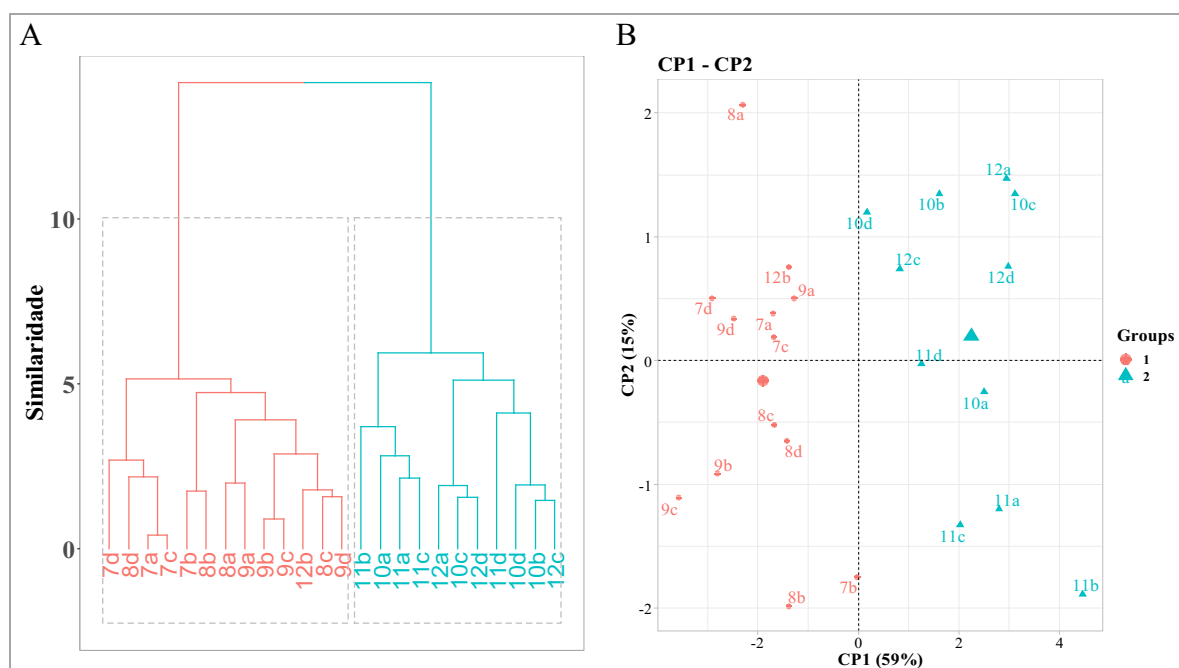 A
B
CP1 - CP2
Similaridade
10
5
0
7d 8d 7a 7c 7b 8b 8a 9a 9b 9c 12b 8c 9d 11b 10a 11a 11c 12a 10c 12d 11d 10d 10b 12c
CP2 (15%)
2
1
0
-1
-2
8a
12a
10b 10c
10d
12c
12b 12d
9a
7d
9d 7a
7c
11d
10a
8c
8d
9b
9c
11a
11c
7b
8b
11b
-2 0 2 4
CP1 (59%)
Groups
1
2